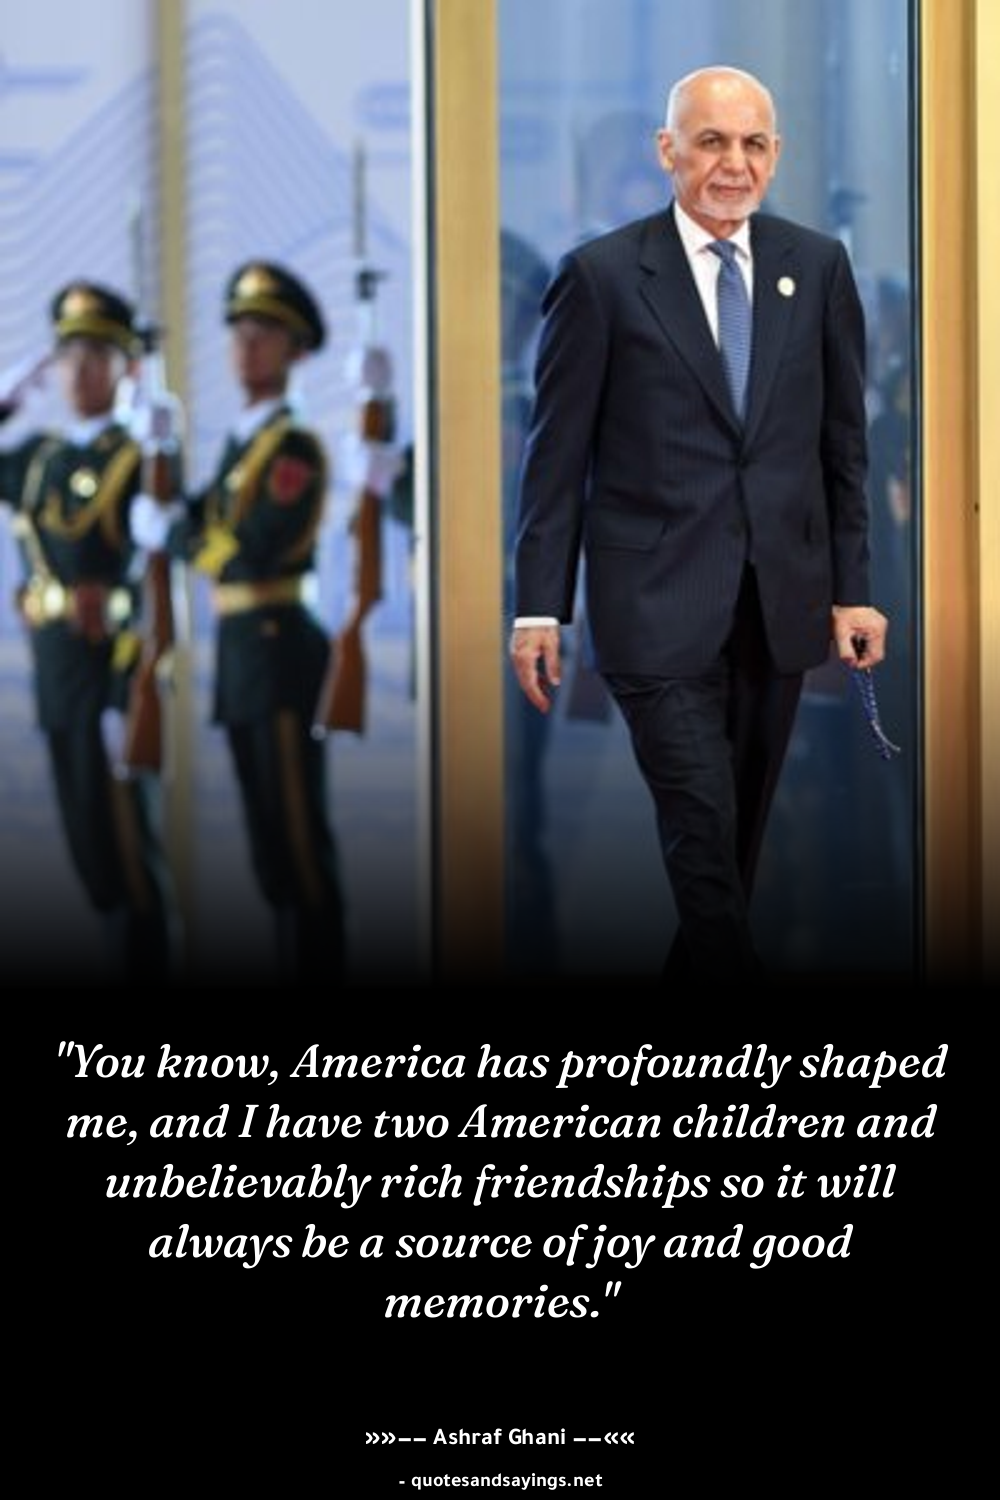 "You know, America has profoundly shaped
me, and I have two American children and
unbelievably rich friendships so it will
always be a source of joy and good
memories."
»»−− Ashraf Ghani −−««
- quotesandsayings.net